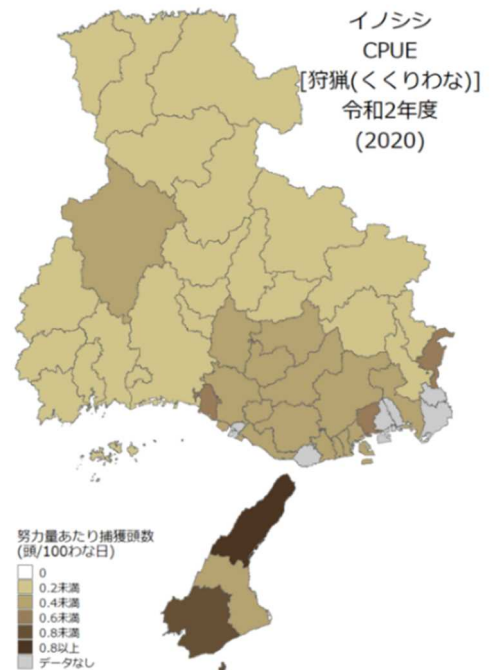 イノシシ
CPUE
[狩猟(くくりわな)]
令和2年度
(2020)
努力量あたり捕獲頭数
(頭/100わな日)
0
0.2未満
0.4未満
0.6未満
0.8未満
0.8以上
データなし